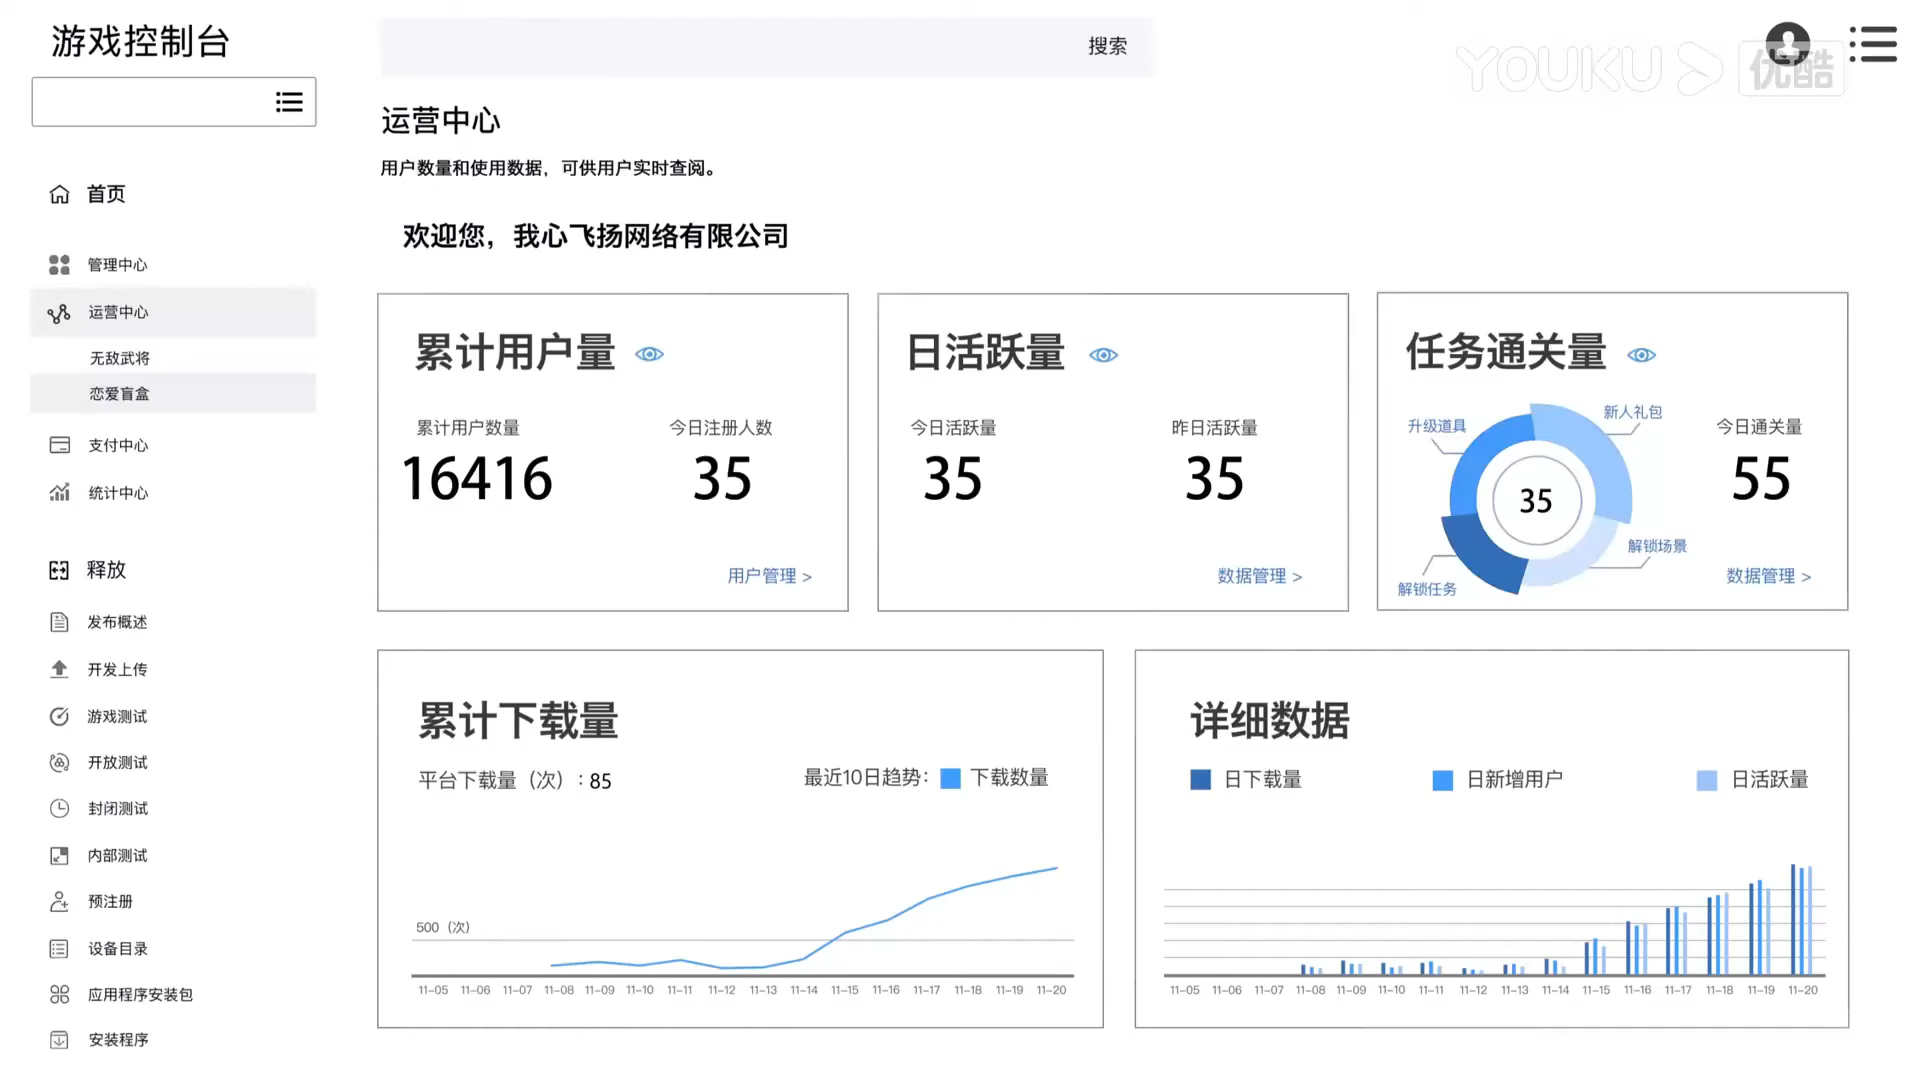 游戏控制台
搜索
YOUKU 优酷
首页
管理中心
运营中心
无敌武将
恋爱盲盒
支付中心
统计中心
释放
发布概述
开发上传
游戏测试
开放测试
封闭测试
内部测试
预注册
设备目录
应用程序安装包
安装程序
运营中心
用户数量和使用数据，可供用户实时查阅。
欢迎您，我心飞扬网络有限公司
累计用户量
累计用户数量 今日注册人数
16416 35
用户管理 >
日活跃量
今日活跃量 昨日活跃量
35 35
数据管理 >
任务通关量
升级道具 新人礼包 今日通关量
35 55
解锁场景
解锁任务 数据管理 >
累计下载量
平台下载量（次）: 85 最近10日趋势: 下载数量
500（次）
11-05 11-06 11-07 11-08 11-09 11-10 11-11 11-12 11-13 11-14 11-15 11-16 11-17 11-18 11-19 11-20
详细数据
日下载量 日新增用户 日活跃量
11-05 11-06 11-07 11-08 11-09 11-10 11-11 11-12 11-13 11-14 11-15 11-16 11-17 11-18 11-19 11-20